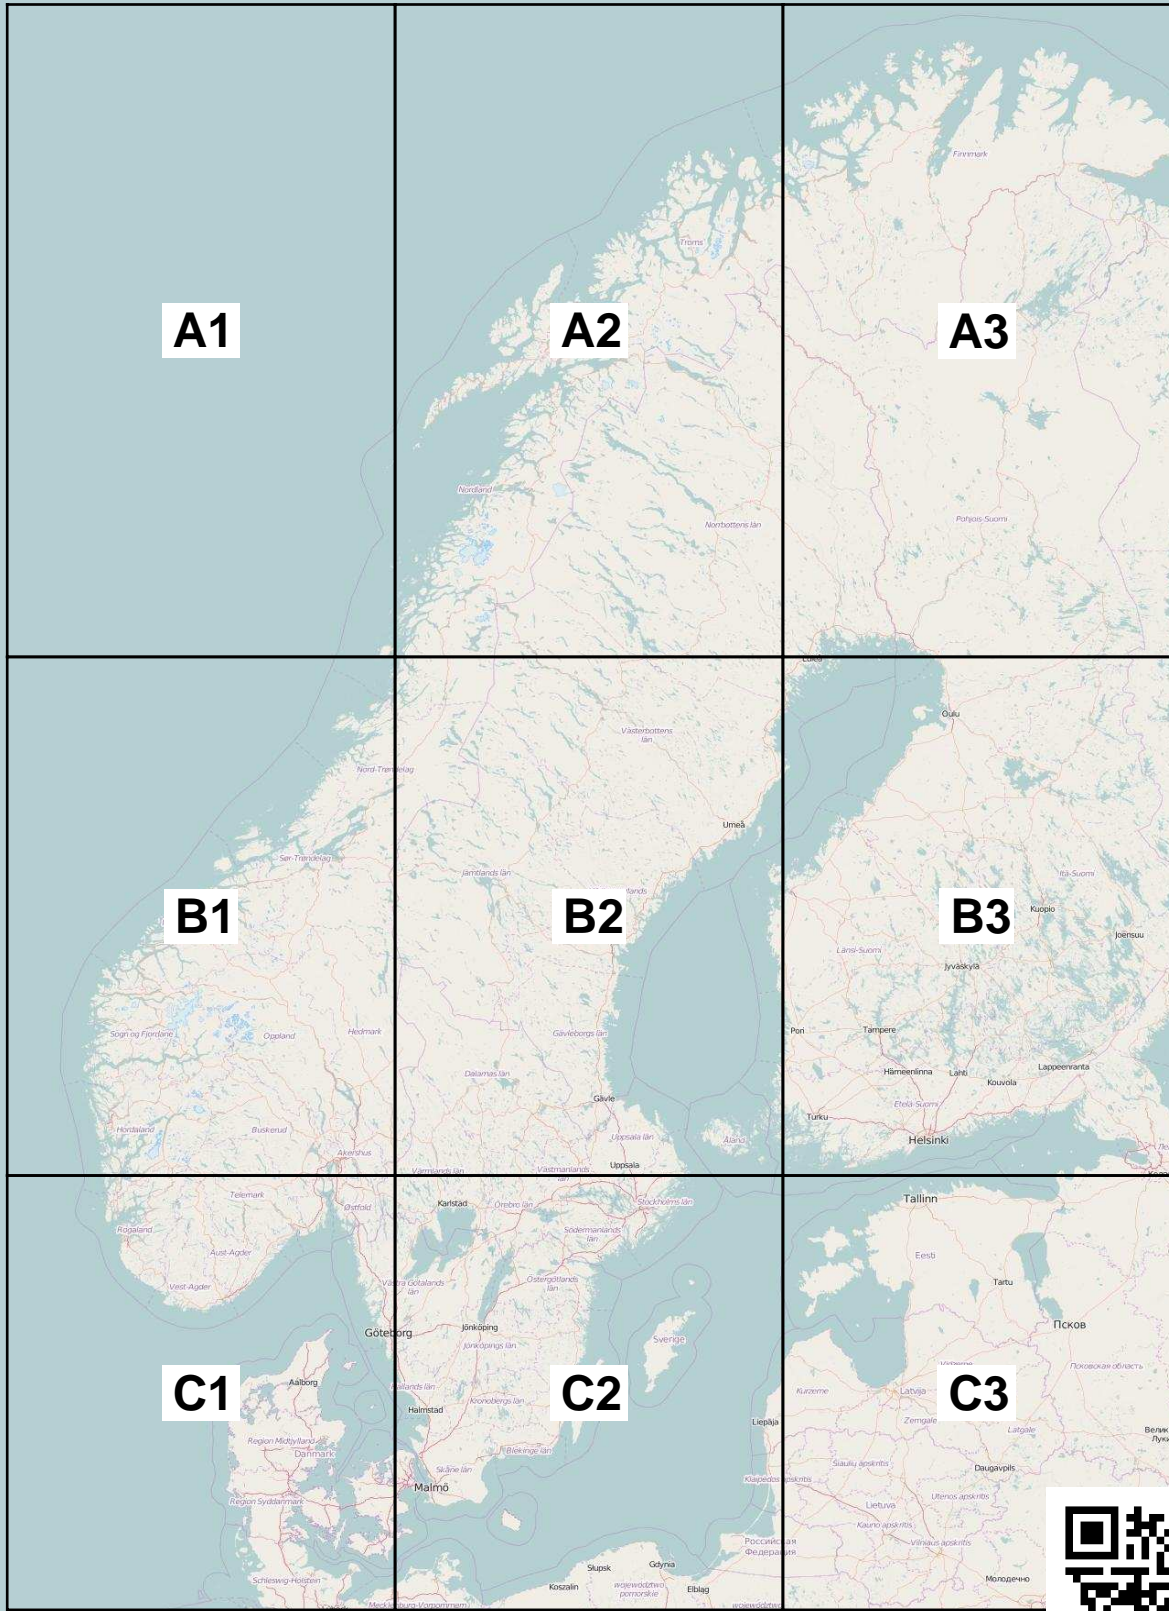 Finnmark
Troms
A1
A2
A3
Nordland
Norrbottens län
Pohjois-Suomi
Oulu
Västerbottens
län
Nord-Trøndelag
Umeå
Sør-Trøndelag
Jämtlands län
Itä-Suomi
B1
B2
B3
Kuopio
Joensuu
Länsi-Suomi
Jyväskylä
Sogn og Fjordane
Oppland
Hedmark
Gävleborgs län
Pori
Tampere
Dalarnas län
Hämeenlinna
Lahti
Kouvola
Lappeenranta
Gävle
Etelä-Suomi
Hordaland
Buskerud
Turku
Helsinki
Akershus
Uppsala län
Åland
Uppsala
Värmlands län
Västmanlands
län
Telemark
Østfold
Karlstad
Örebro län
Stockholms län
Tallinn
Rogaland
Aust-Agder
Södermanlands
län
Eesti
Vest-Agder
Västra Götalands
län
Östergötlands
län
Tartu
Göteborg
Jönköping
Jönköpings län
Sverige
Псков
Псковская область
C1
C2
C3
Aalborg
Hallands län
Kronobergs län
Kurzeme
Latvija
Halmstad
Zemgale
Latgale
Liepāja
Region Midtjylland
Danmark
Blekinge län
Skåne län
Šiaulių apskritis
Daugavpils
Klaipėdos apskritis
Malmö
Region Syddanmark
Lietuva
Utenos apskritis
Kauno apskritis
Vilniaus apskritis
Российская
Федерация
Schleswig-Holstein
Słupsk
Gdynia
Koszalin
województwo
pomorskie
Elbląg
Молодечно
Mecklenburg-Vorpommern
województwo